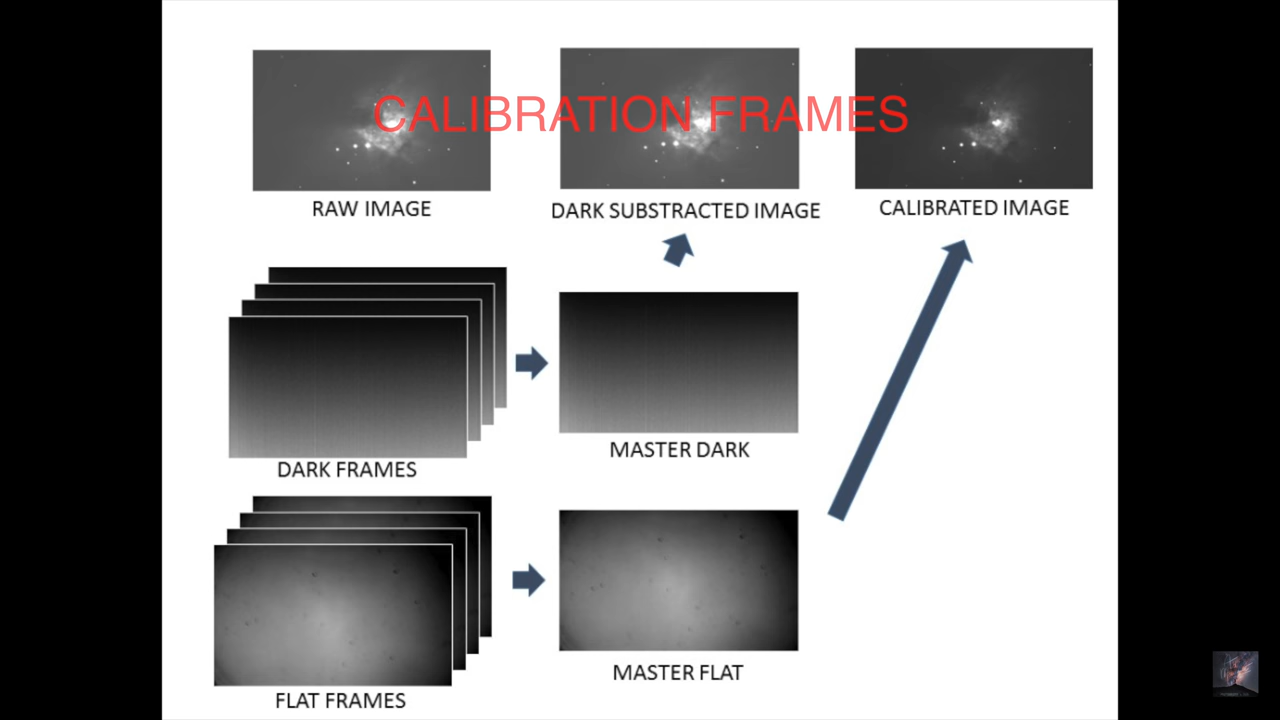 CALIBRATION FRAMES
RAW IMAGE
DARK SUBSTRACTED IMAGE
CALIBRATED IMAGE
DARK FRAMES
MASTER DARK
FLAT FRAMES
MASTER FLAT